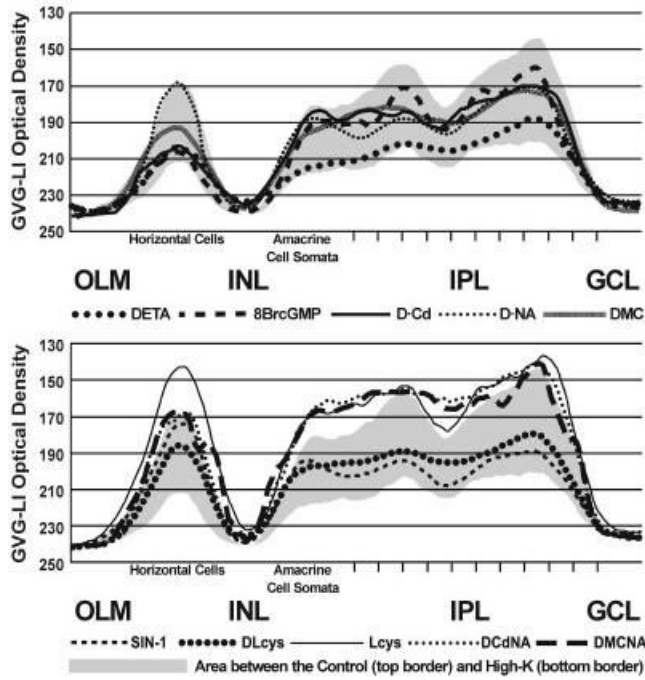 130
150
170
190
210
230
250
GVG-LI Optical Density
Horizontal Cells
Amacrine
Cell Somata
OLM INL IPL GCL
DETA 8BrcGMP D-Cd D-NA DMC
130
150
170
190
210
230
250
GVG-LI Optical Density
Horizontal Cells
Amacrine
Cell Somata
OLM INL IPL GCL
SIN-1 DLcys Lcys DCdNA DMCNA
Area between the Control (top border) and High-K (bottom border)